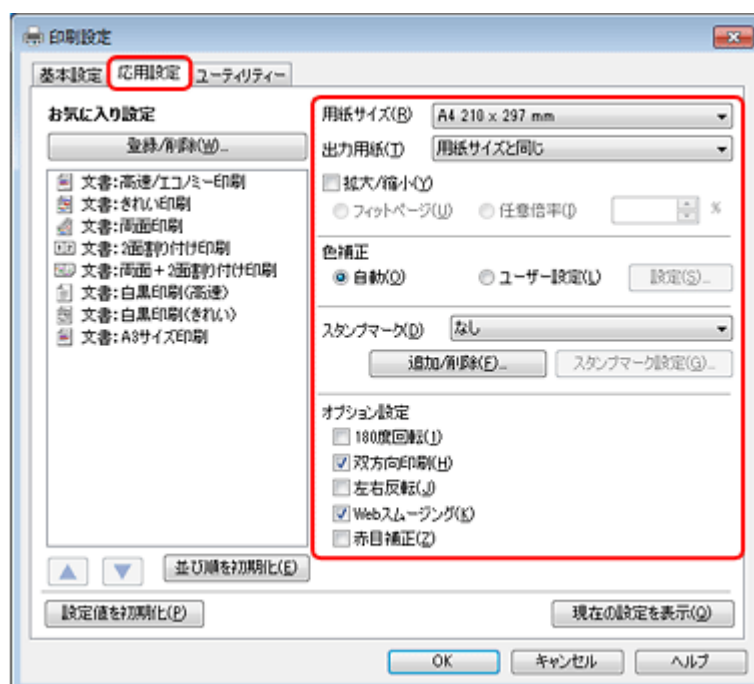 印刷設定
基本設定 応用設定 ユーティリティー
お気に入り設定
登録/削除(W)...
文書:高速/エコノミー印刷
文書:きれい印刷
文書:両面印刷
文書:2面割り付け印刷
文書:両面+2面割り付け印刷
文書:白黒印刷(高速)
文書:白黒印刷(きれい)
文書:A3サイズ印刷
並び順を初期化(E)
用紙サイズ(R) A4 210 x 297 mm
出力用紙(T) 用紙サイズと同じ
拡大/縮小(Y)
フィットページ(U) 任意倍率(I) %
色補正
自動(O) ユーザー設定(L) 設定(S)...
スタンプマーク(D) なし
追加/削除(F)... スタンプマーク設定(G)...
オプション設定
180度回転(1)
双方向印刷(H)
左右反転(J)
Webスムージング(K)
赤目補正(Z)
設定値を初期化(P) 現在の設定を表示(Q)
OK キャンセル ヘルプ